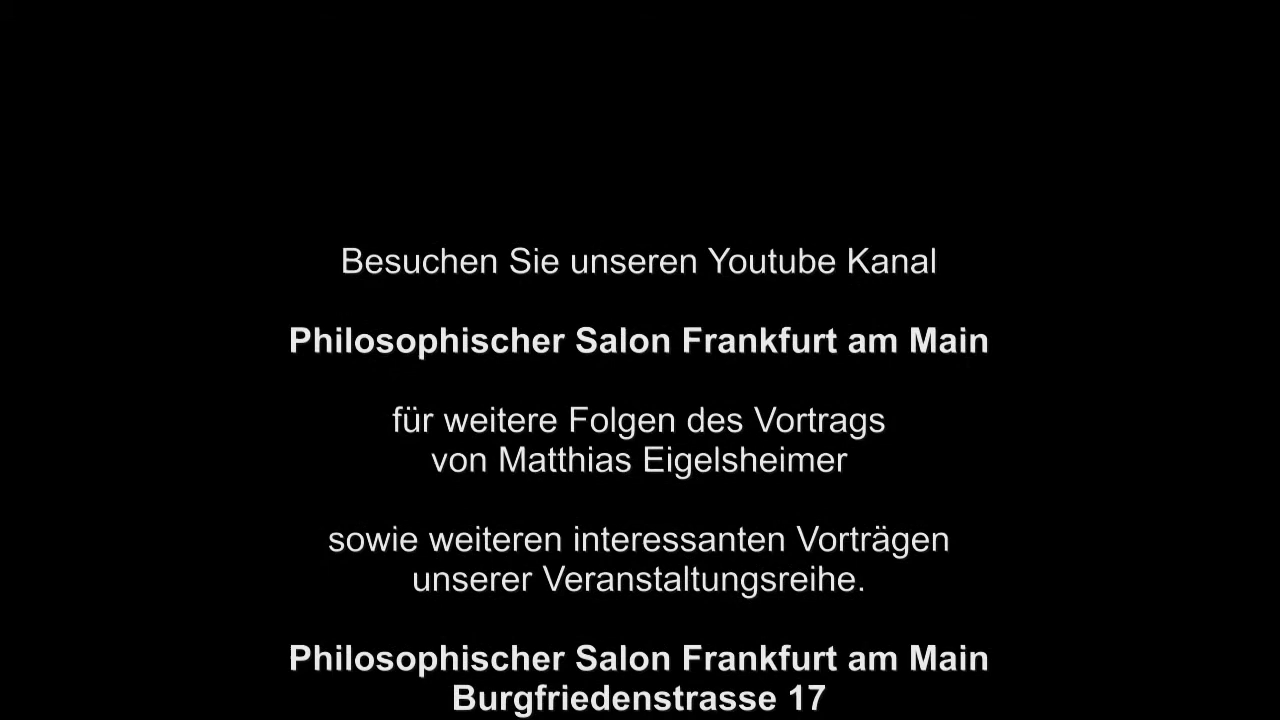 Besuchen Sie unseren Youtube Kanal
Philosophischer Salon Frankfurt am Main
für weitere Folgen des Vortrags
von Matthias Eigelsheimer
sowie weiteren interessanten Vorträgen
unserer Veranstaltungsreihe.
Philosophischer Salon Frankfurt am Main
Burgfriedenstrasse 17